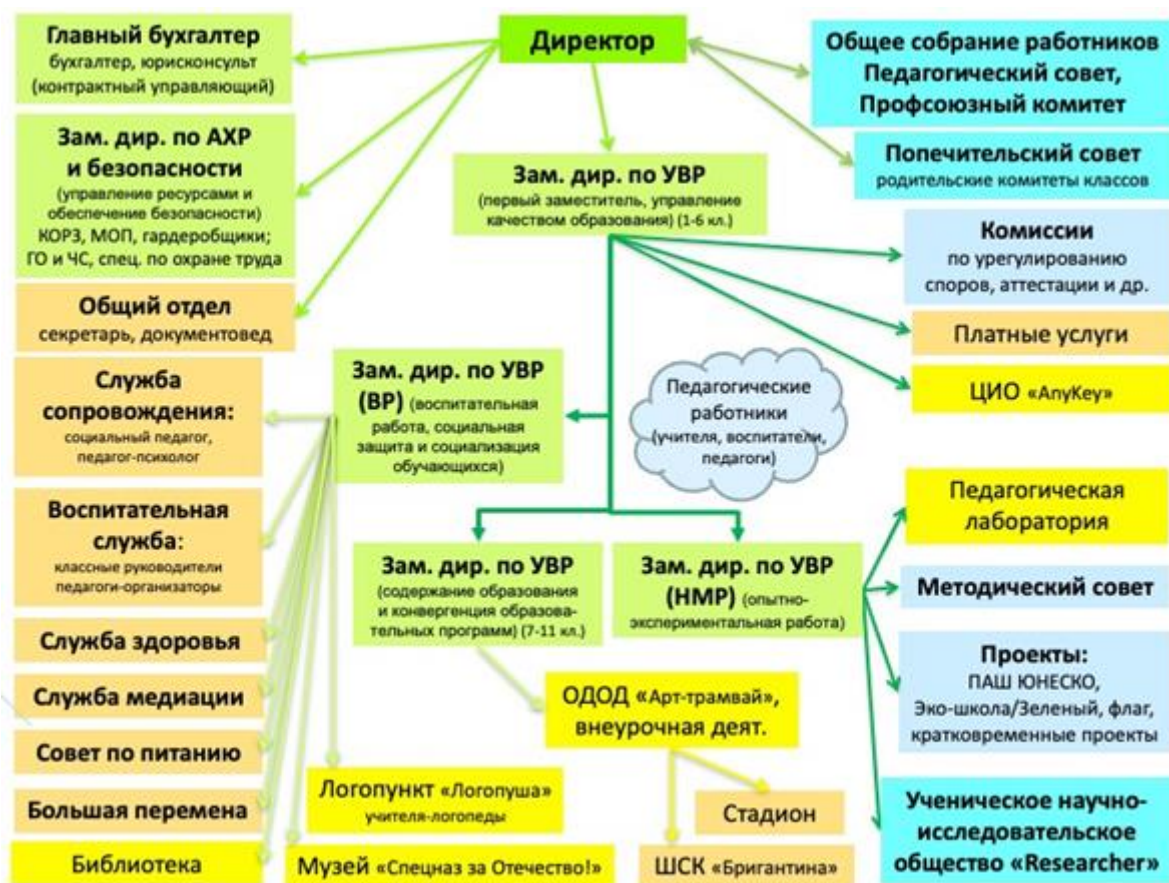 Директор
Главный бухгалтер
бухгалтер, юрисконсульт
(контрактный управляющий)
Зам. дир. по АХР
и безопасности
(управление ресурсами и
обеспечение безопасности)
КОРЗ, МОП, гардеробщики;
ГО и ЧС, спец. по охране труда
Общий отдел
секретарь, документовед
Служба
сопровождения:
социальный педагог,
педагог-психолог
Воспитательная
служба:
классные руководители
педагоги-организаторы
Служба здоровья
Служба медиации
Совет по питанию
Большая перемена
Библиотека
Зам. дир. по УВР
(первый заместитель, управление
качеством образования) (1-6 кл.)
Зам. дир. по УВР
(ВР) (воспитательная
работа, социальная
защита и социализация
обучающихся)
Педагогические
работники
(учителя, воспитатели,
педагоги)
Зам. дир. по УВР
(содержание образования
и конвергенция образова-
тельных программ) (7-11 кл.)
Зам. дир. по УВР
(НМР) (опытно-
экспериментальная работа)
ОДОД «Арт-трамвай»,
внеурочная деят.
Логопункт «Логопуша»
учителя-логопеды
Музей «Спецназ за Отечество!»
Стадион
ШСК «Бригантина»
Общее собрание работников
Педагогический совет,
Профсоюзный комитет
Попечительский совет
родительские комитеты классов
Комиссии
по урегулированию
споров, аттестации и др.
Платные услуги
ЦИО «AnyKey»
Педагогическая
лаборатория
Методический совет
Проекты:
ПАШ ЮНЕСКО,
Эко-школа/Зеленый, флаг,
кратковременные проекты
Ученическое научно-
исследовательское
общество «Researcher»